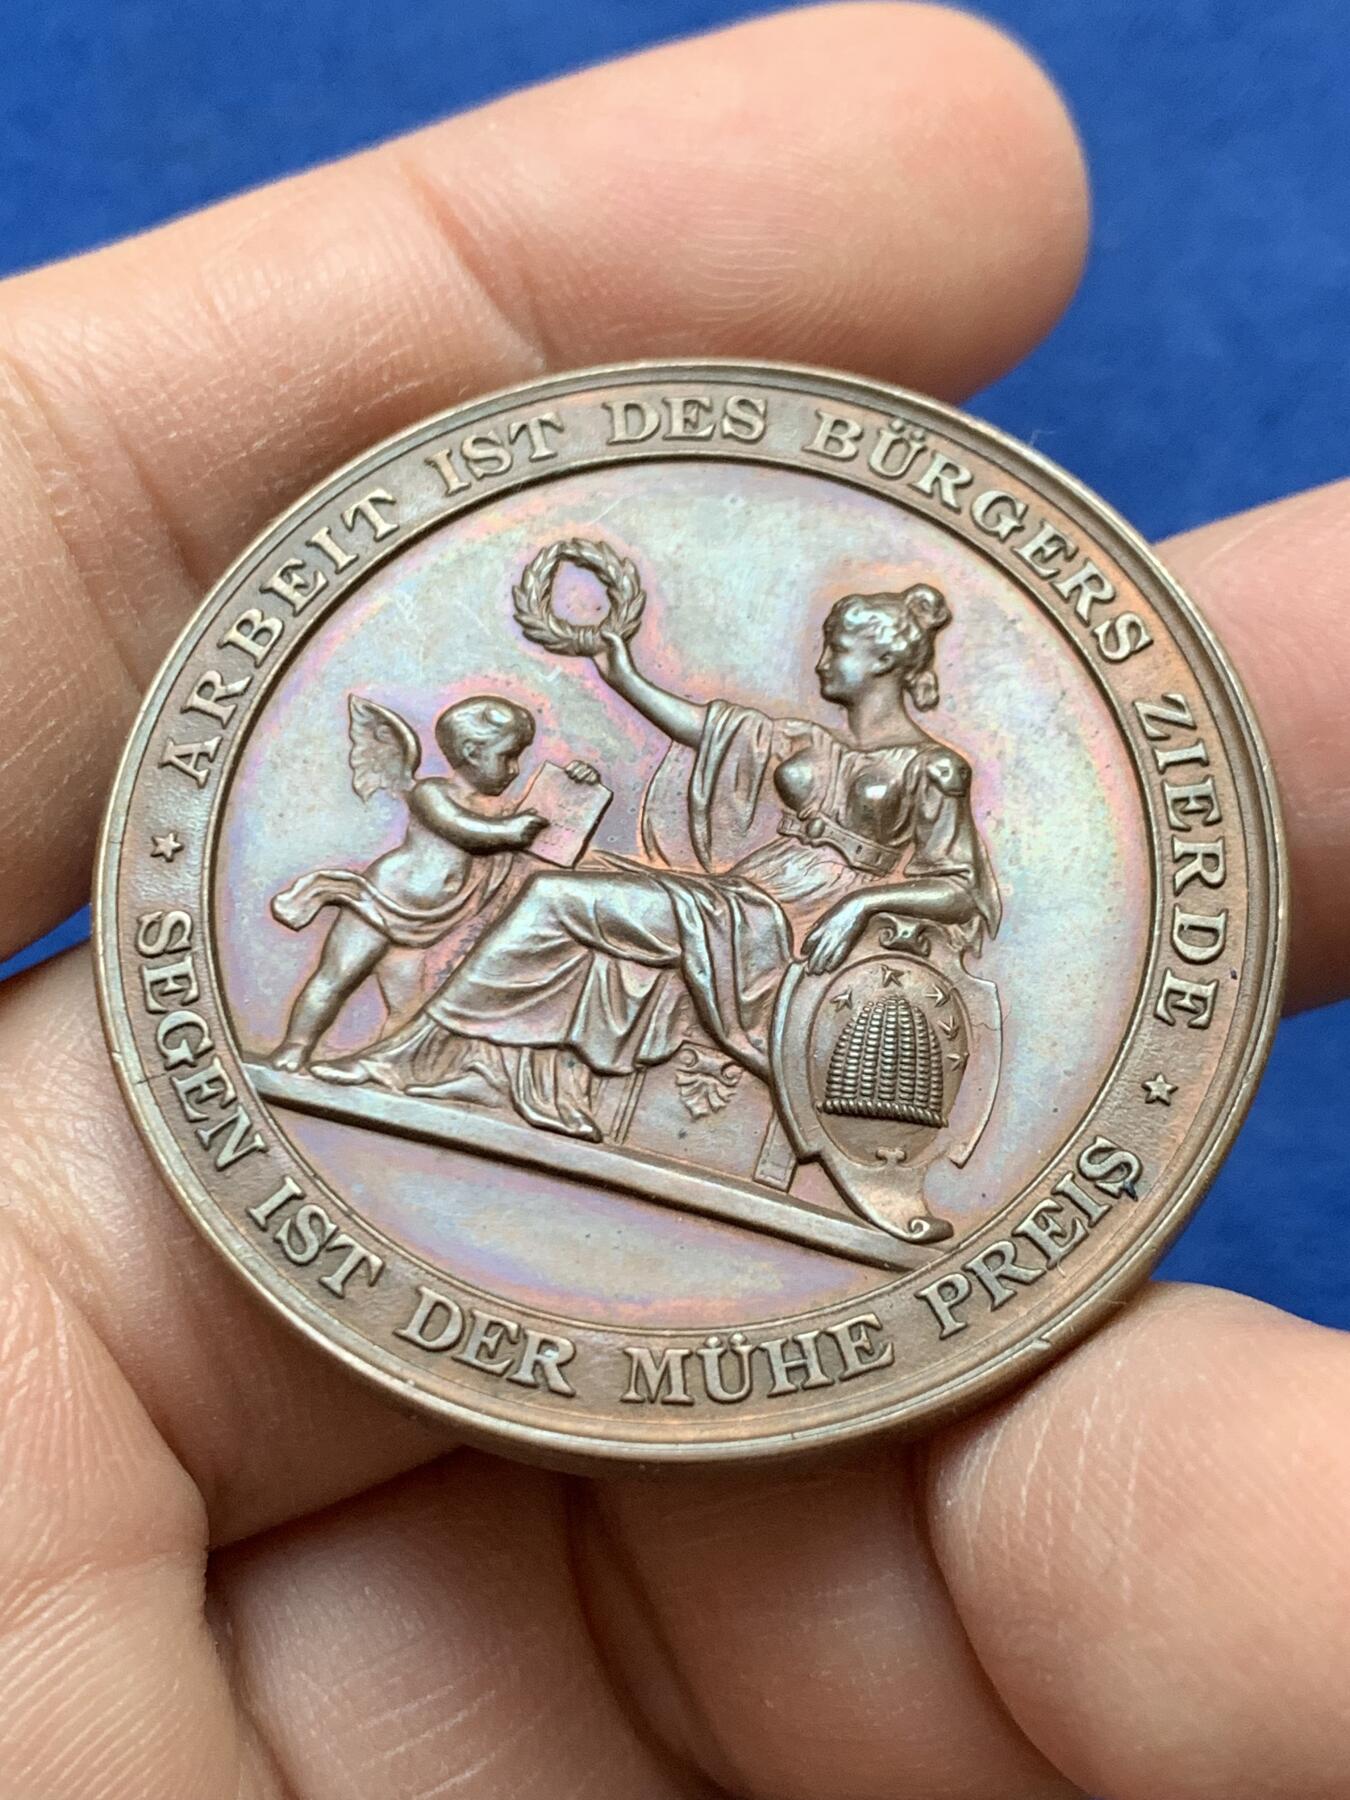 ARBEIT IST DES BÜRGERS ZIERDE
SEGEN IST DER MÜHE PREIS